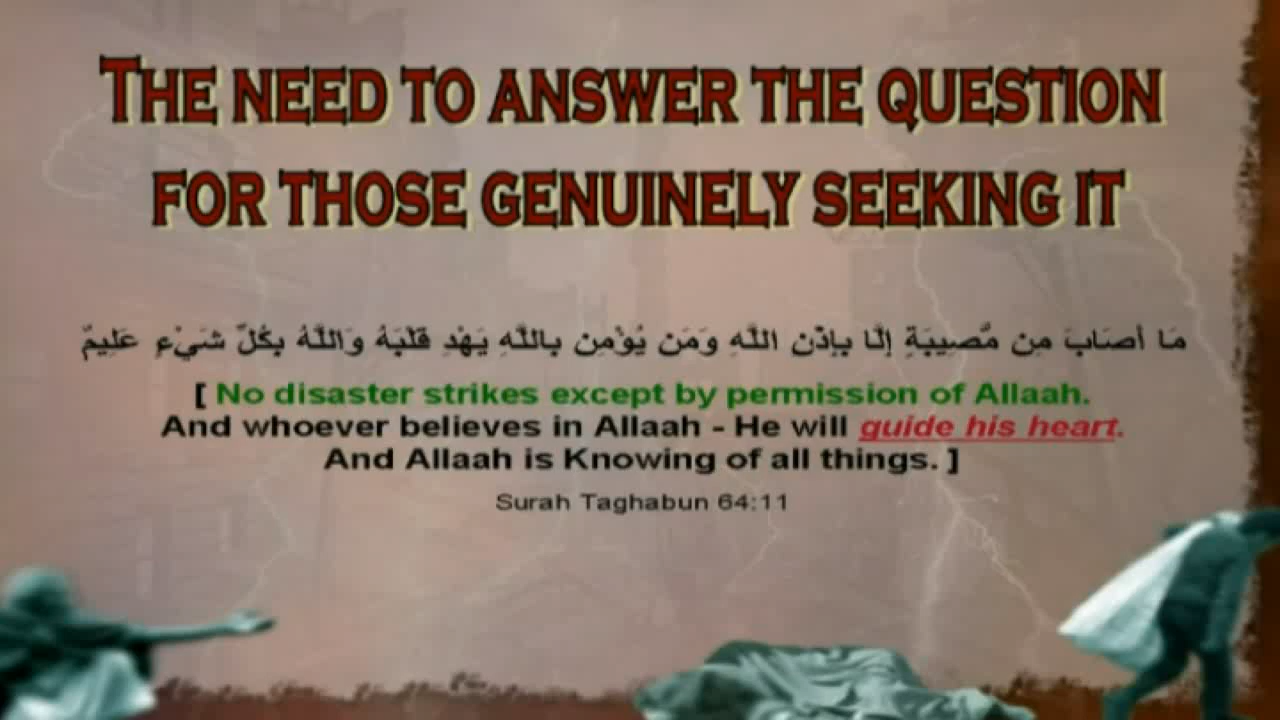 THE NEED TO ANSWER THE QUESTION
FOR THOSE GENUINELY SEEKING IT
مَا أَصَابَ مِن مُّصِيبَةٍ إِلَّا بِإِذْنِ اللَّهِ وَمَن يُؤْمِن بِاللَّهِ يَهْدِ قَلْبَهُ وَاللَّهُ بِكُلِّ شَيْءٍ عَلِيمٌ
[ No disaster strikes except by permission of Allaah.
And whoever believes in Allaah - He will guide his heart.
And Allaah is Knowing of all things. ]
Surah Taghabun 64:11